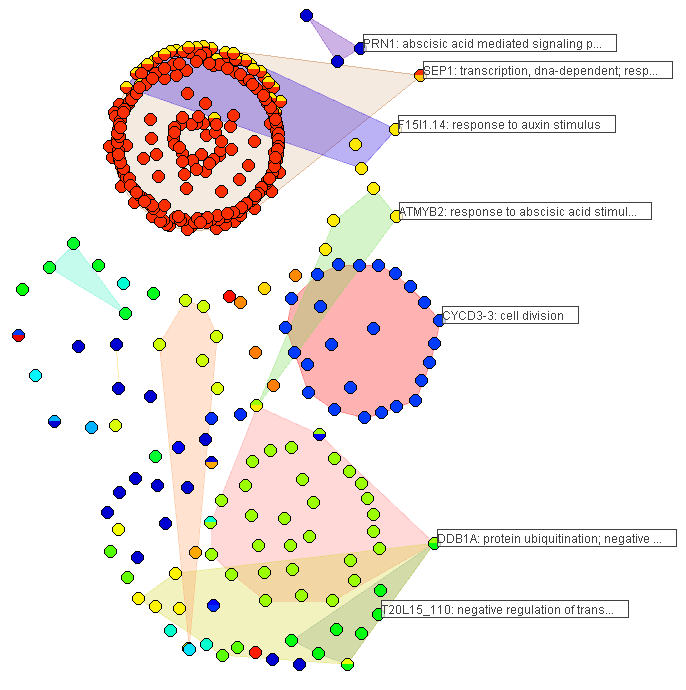 PRN1: abscisic acid mediated signaling p...
SEP1: transcription, dna-dependent; resp...
F15I1.14: response to auxin stimulus
ATMYB2: response to abscisic acid stimul...
CYCD3-3: cell division
DDB1A: protein ubiquitination; negative ...
T20L15_110: negative regulation of trans...